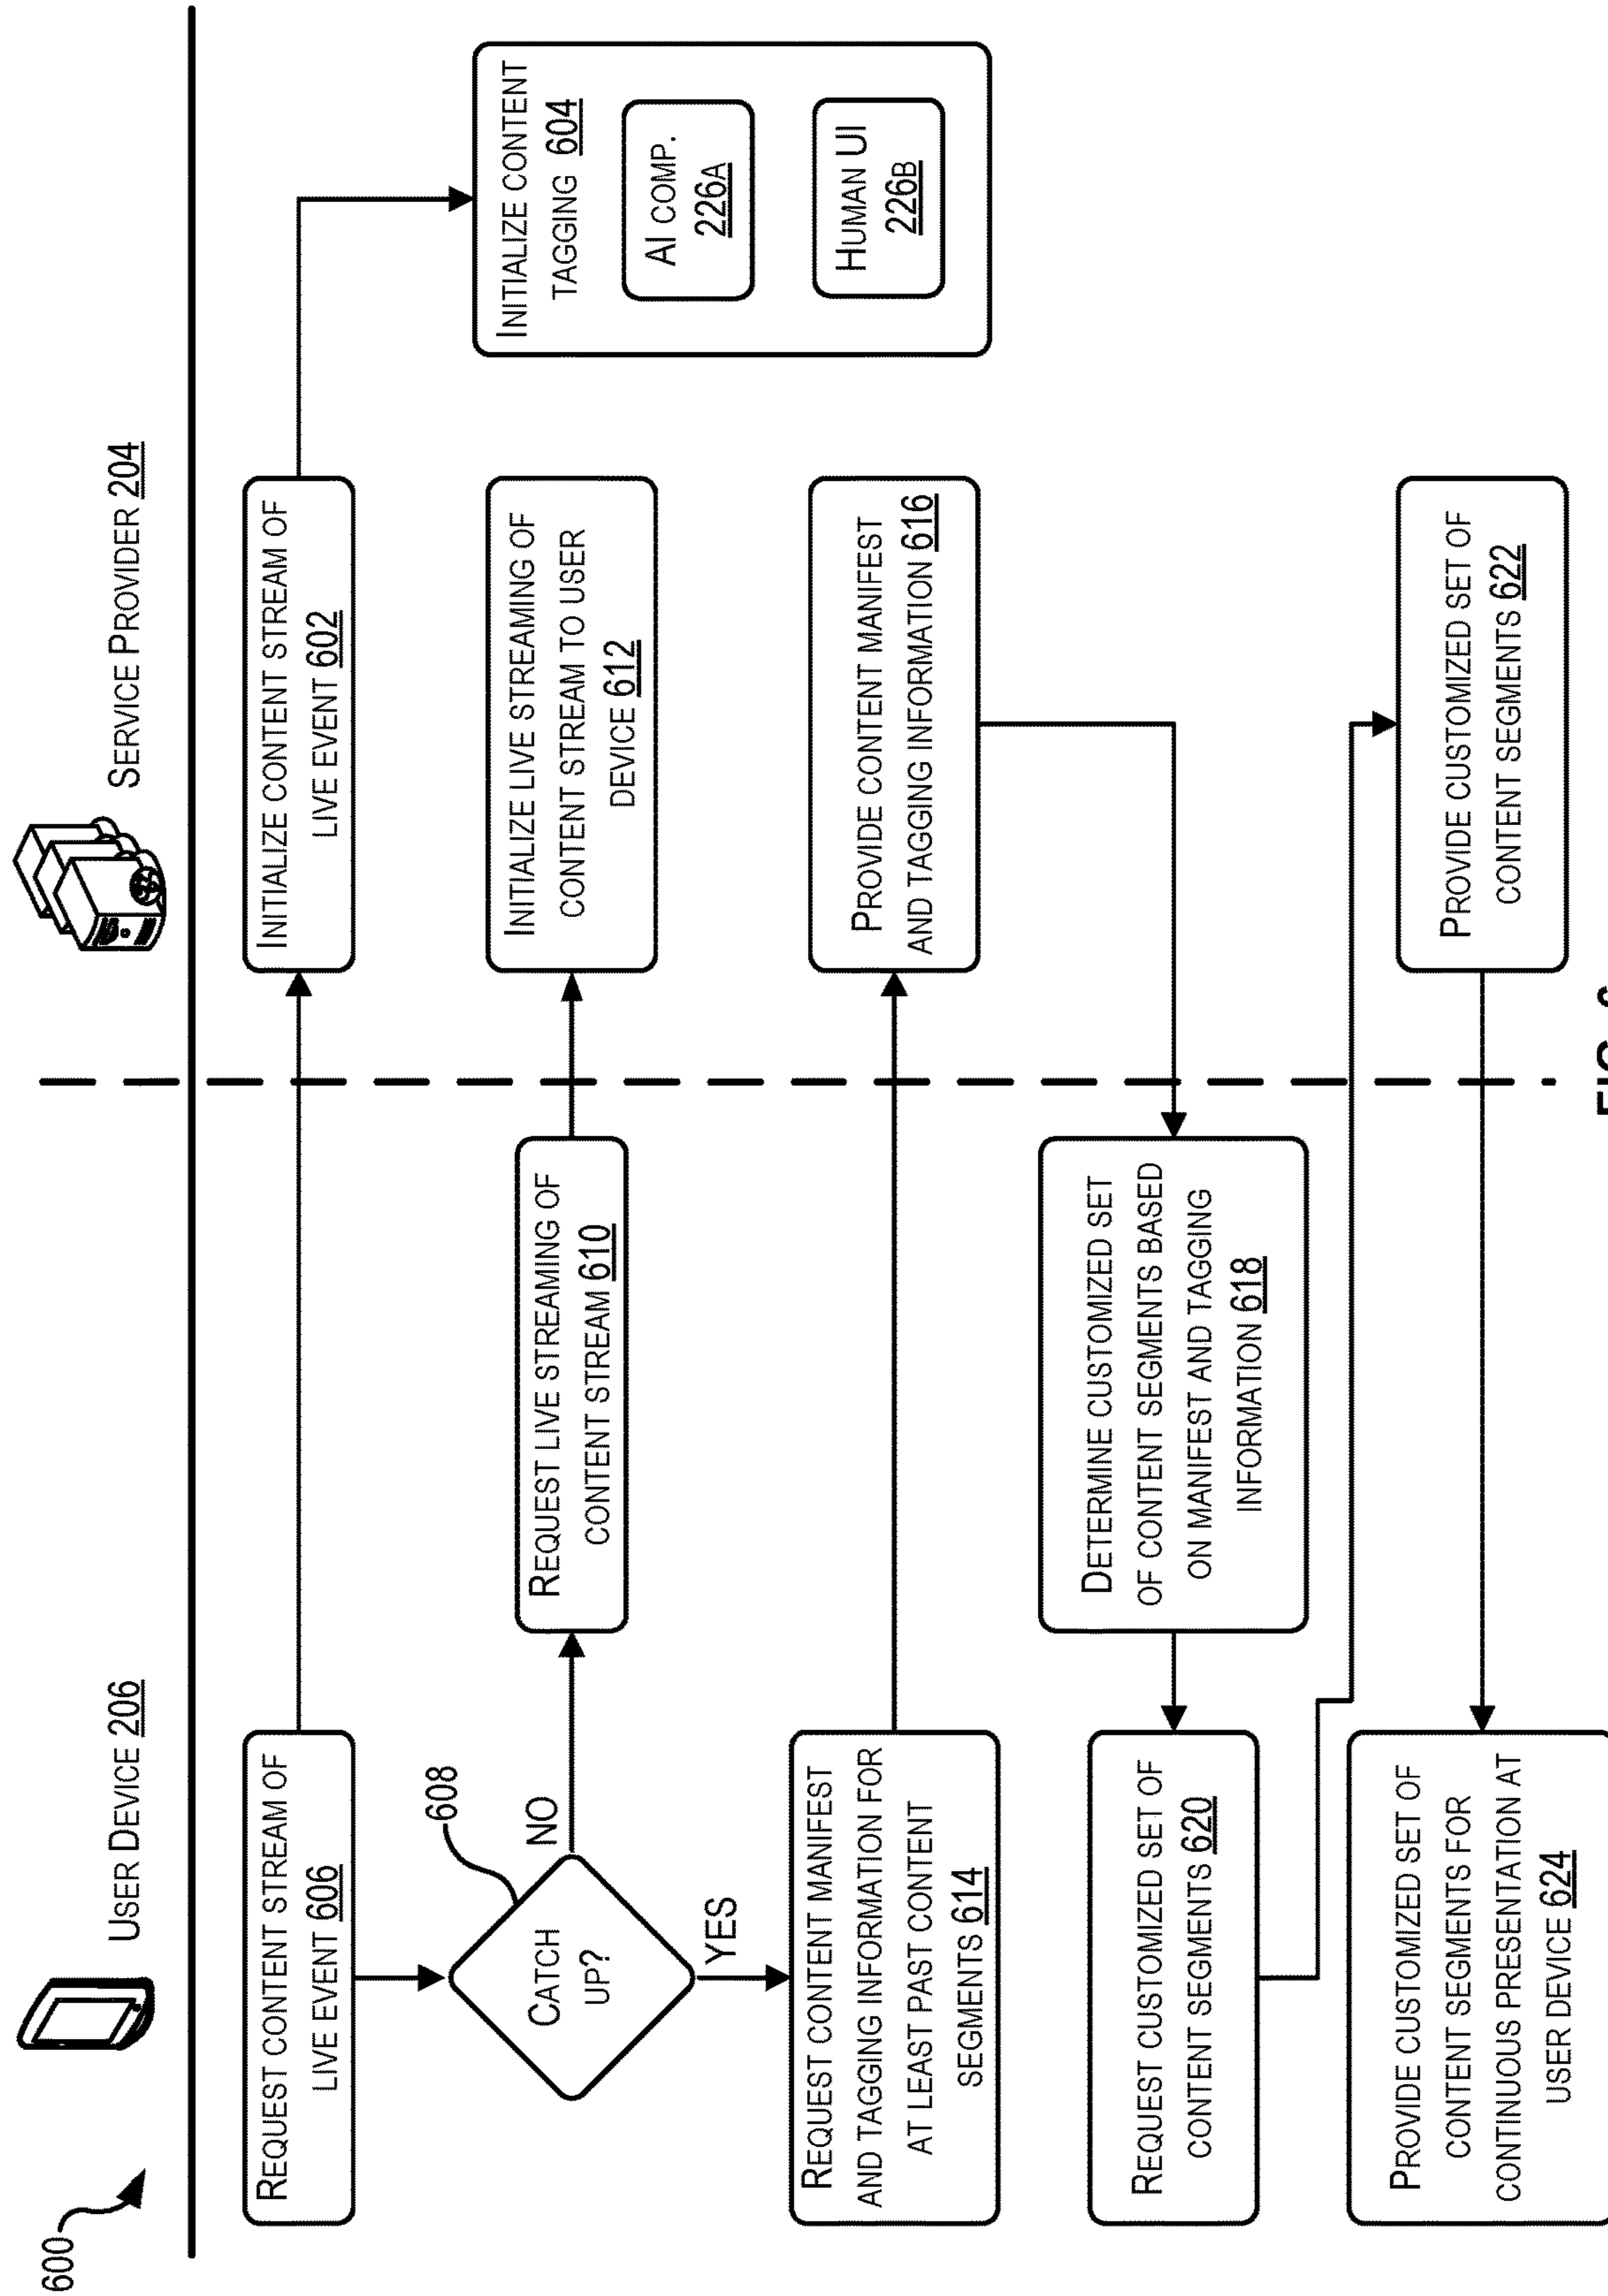 600
USER DEVICE 206
SERVICE PROVIDER 204
REQUEST CONTENT STREAM OF
LIVE EVENT 606
INITIALIZE CONTENT STREAM OF
LIVE EVENT 602
INITIALIZE CONTENT
TAGGING 604
AI COMP.
226A
HUMAN UI
226B
608
CATCH
UP?
NO
YES
REQUEST LIVE STREAMING OF
CONTENT STREAM 610
INITIALIZE LIVE STREAMING OF
CONTENT STREAM TO USER
DEVICE 612
REQUEST CONTENT MANIFEST
AND TAGGING INFORMATION FOR
AT LEAST PAST CONTENT
SEGMENTS 614
PROVIDE CONTENT MANIFEST
AND TAGGING INFORMATION 616
DETERMINE CUSTOMIZED SET
OF CONTENT SEGMENTS BASED
ON MANIFEST AND TAGGING
INFORMATION 618
REQUEST CUSTOMIZED SET OF
CONTENT SEGMENTS 620
PROVIDE CUSTOMIZED SET OF
CONTENT SEGMENTS 622
PROVIDE CUSTOMIZED SET OF
CONTENT SEGMENTS FOR
CONTINUOUS PRESENTATION AT
USER DEVICE 624